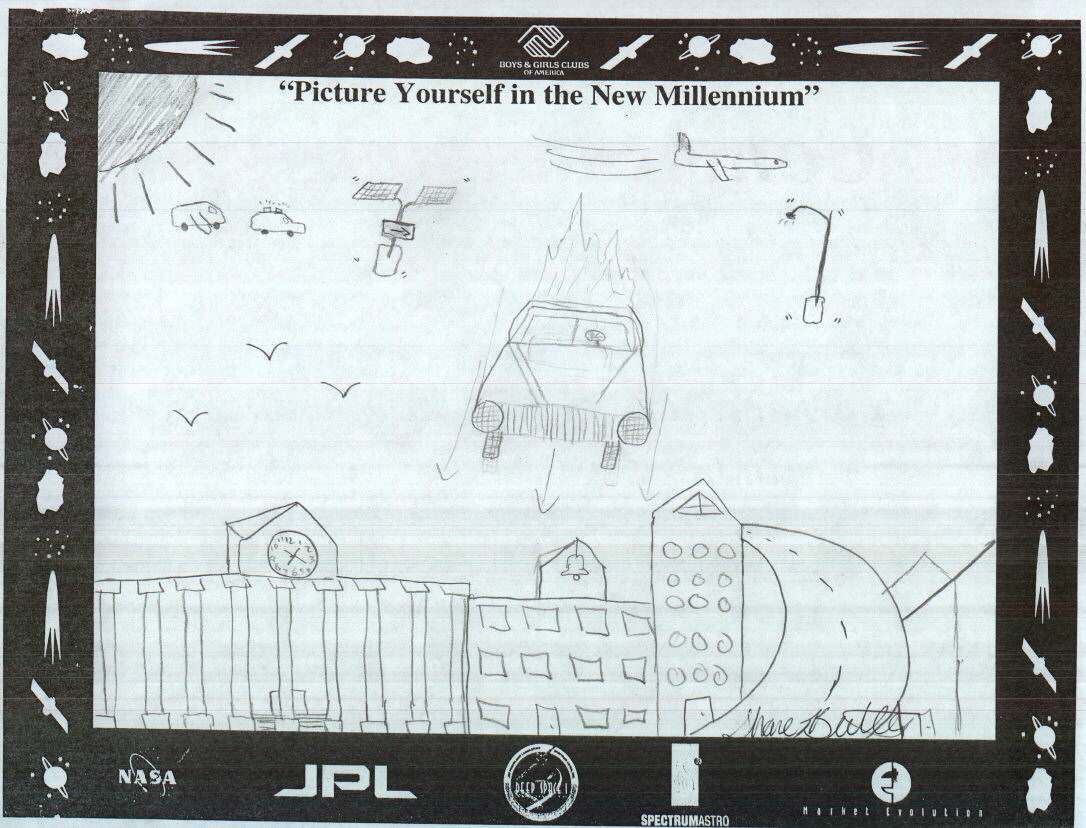 BOYS & GIRLS CLUBS
OF AMERICA
"Picture Yourself in the New Millennium"
NASA
JPL
DEEP SPACE 1
SPECTRUMASTRO
Market Evolution